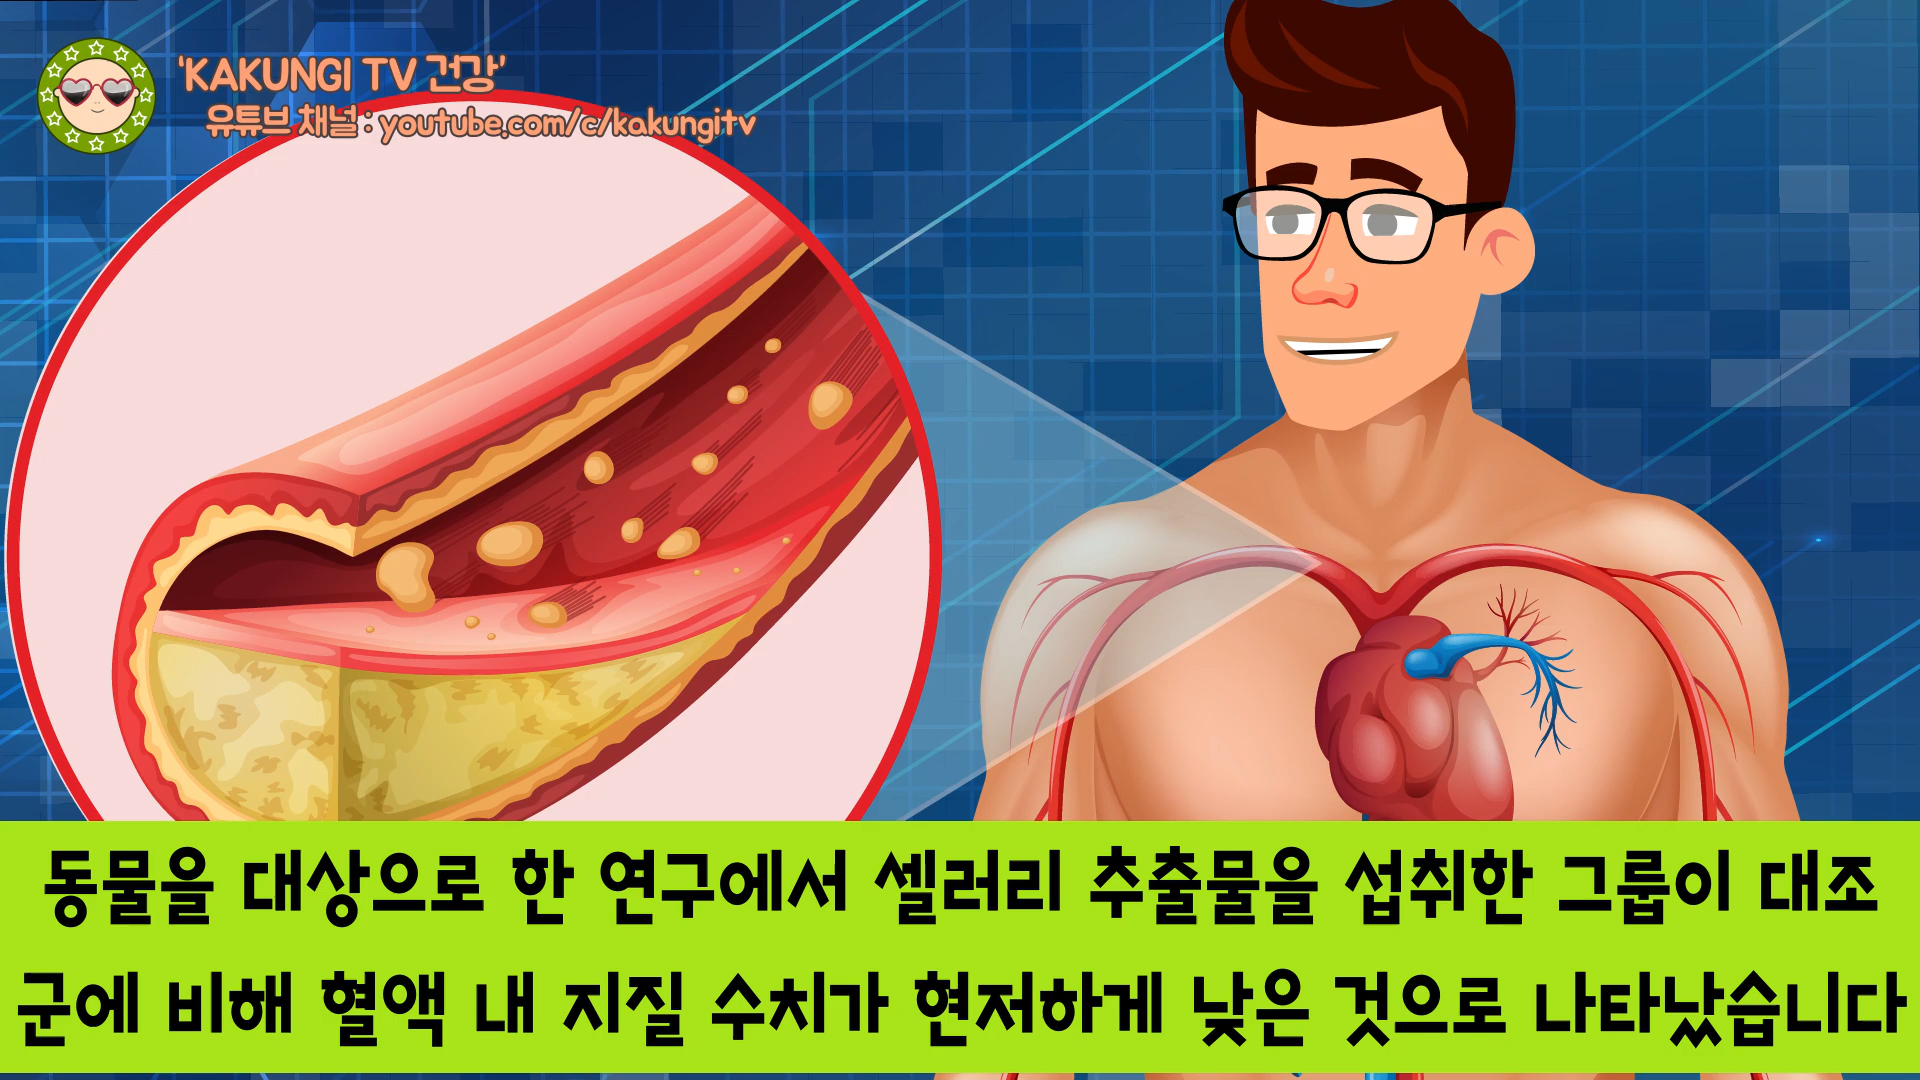 'KAKUNGI TV 건강'
유튜브 채널 : youtube.com/c/kakungitv
동물을 대상으로 한 연구에서 셀러리 추출물을 섭취한 그룹이 대조
군에 비해 혈액 내 지질 수치가 현저하게 낮은 것으로 나타났습니다